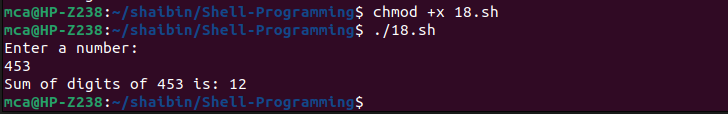 mca@HP-Z238:~/shaibin/Shell-Programming$ chmod +x 18.sh
mca@HP-Z238:~/shaibin/Shell-Programming$ ./18.sh
Enter a number:
453
Sum of digits of 453 is: 12
mca@HP-Z238:~/shaibin/Shell-Programming$